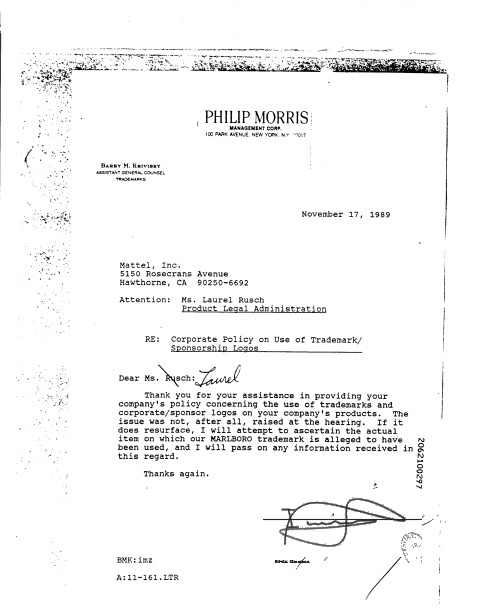 PHILIP MORRIS
MANAGEMENT CORP.
100 PARK AVENUE, NEW YORK, N.Y.
BARRY M. KRIVISKY
ASSISTANT GENERAL COUNSEL
TRADEMARKS
November 17, 1989
Mattel, Inc.
5150 Rosecrans Avenue
Hawthorne, CA 90250-6692
Attention: Ms. Laurel Rusch
Product Legal Administration
RE: Corporate Policy on Use of Trademark/
Sponsorship Logos
Dear Ms. Rusch: Laurel
Thank you for your assistance in providing your
company's policy concerning the use of trademarks and
corporate/sponsor logos on your company's products. The
issue was not, after all, raised at the hearing. If it
does resurface, I will attempt to ascertain the actual
item on which our MARLBORO trademark is alleged to have
been used, and I will pass on any information received in
this regard.
Thanks again.
2062100297
BMK:imz
A:11-161.LTR